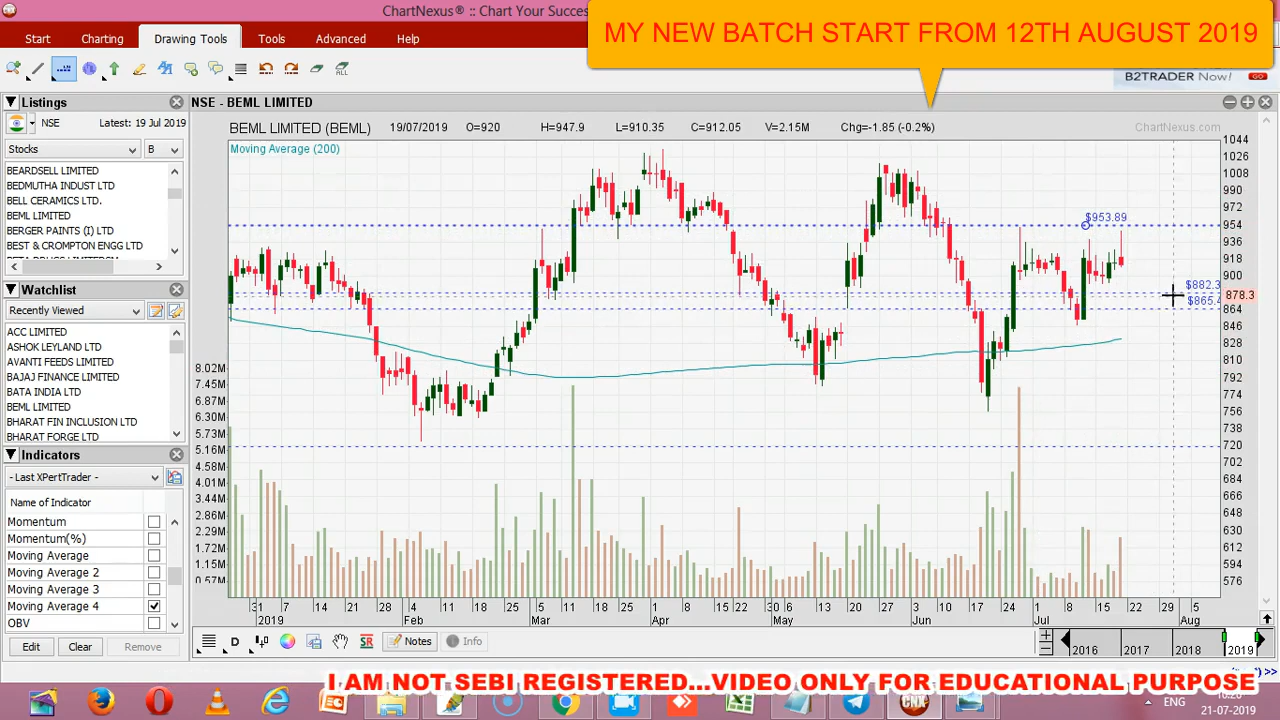 ChartNexus® :: Chart Your Success
MY NEW BATCH START FROM 12TH AUGUST 2019
Start
Charting
Drawing Tools
Tools
Advanced
Help
ALL
B2TRADER Now!
GO
Listings
NSE - BEML LIMITED
NSE
Latest: 19 Jul 2019
Stocks
B
BEARDSELL LIMITED
BEDMUTHA INDUST LTD
BELL CERAMICS LTD.
BEML LIMITED
BERGER PAINTS (I) LTD
BEST & CROMPTON ENGG LTD
Watchlist
Recently Viewed
ACC LIMITED
ASHOK LEYLAND LTD
AVANTI FEEDS LIMITED
BAJAJ FINANCE LIMITED
BATA INDIA LTD
BEML LIMITED
BHARAT FIN INCLUSION LTD
BHARAT FORGE LTD
Indicators
- Last XPertTrader -
Name of Indicator
Momentum
Momentum(%)
Moving Average
Moving Average 2
Moving Average 3
Moving Average 4
OBV
Edit
Clear
Remove
BEML LIMITED (BEML)
19/07/2019
O=920
H=947.9
L=910.35
C=912.05
V=2.15M
Chg=-1.85 (-0.2%)
ChartNexus.com
Moving Average (200)
$953.89
$882.3
$865.
878.3
1044
1026
1008
990
972
954
936
918
900
864
846
828
810
792
774
756
738
720
702
684
666
648
630
612
594
576
8.02M
7.45M
6.87M
6.30M
5.73M
5.16M
4.58M
4.01M
3.44M
2.86M
2.29M
1.72M
1.15M
0.57M
31 7 14 21 28 4 11 18 25 5 11 18 25 1 8 15 22 30 6 13 20 27 3 10 17 24 1 8 15 22 29 5
2019 Feb Mar Apr May Jun Jul Aug
D
SR
Notes
Info
2016 2017 2018 2019
I AM NOT SEBI REGISTERED...VIDEO ONLY FOR EDUCATIONAL PURPOSE
CNX
ENG
21-07-2019